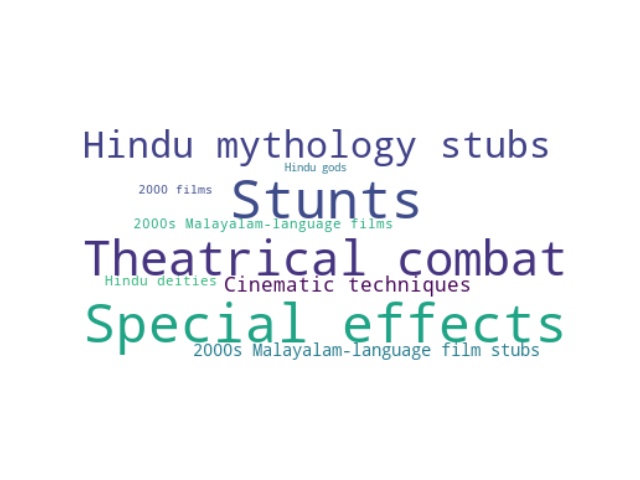 Hindu mythology stubs
Hindu gods
2000 films
Stunts
2000s Malayalam-language films
Theatrical combat
Hindu deities
Cinematic techniques
Special effects
2000s Malayalam-language film stubs